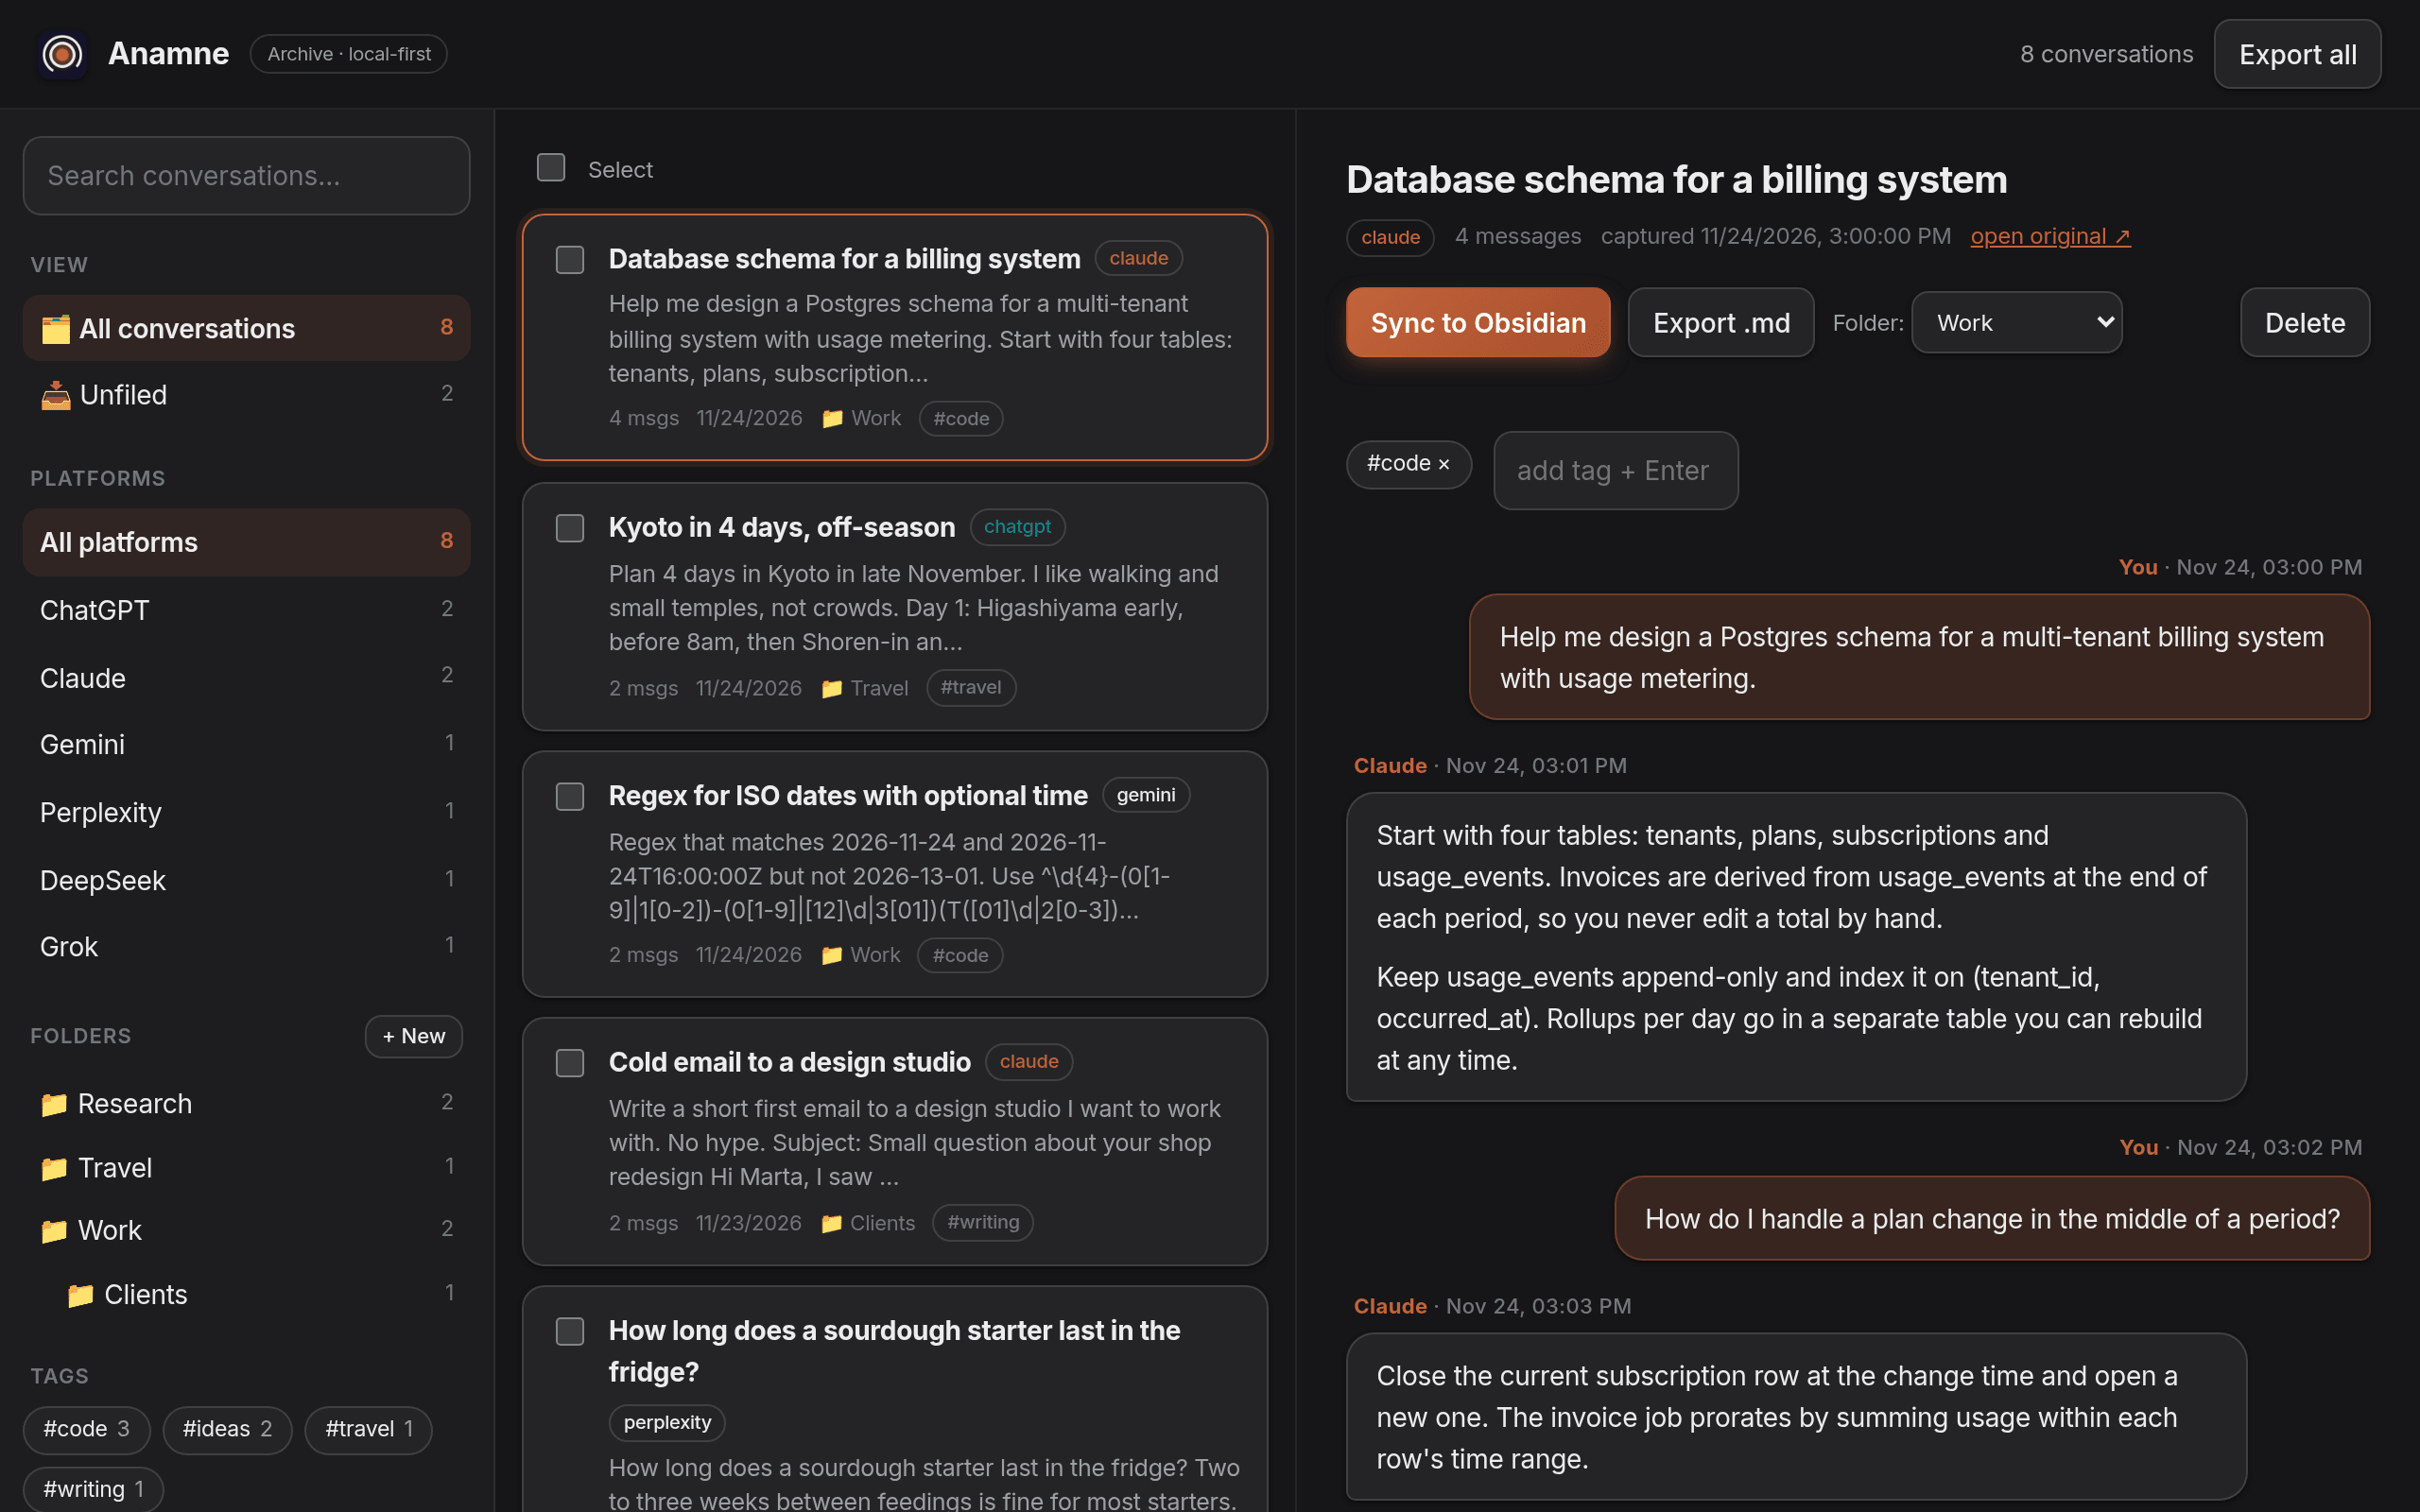 Anamne
Archive · local-first
8 conversations
Export all
Search conversations...
VIEW
All conversations 8
Unfiled 2
PLATFORMS
All platforms 8
ChatGPT 2
Claude 2
Gemini 1
Perplexity 1
DeepSeek 1
Grok 1
FOLDERS
+ New
Research 2
Travel 1
Work 2
Clients 1
TAGS
#code 3
#ideas 2
#travel 1
#writing 1
Select
Database schema for a billing system claude
Help me design a Postgres schema for a multi-tenant
billing system with usage metering. Start with four tables:
tenants, plans, subscription...
4 msgs 11/24/2026 Work #code
Kyoto in 4 days, off-season chatgpt
Plan 4 days in Kyoto in late November. I like walking and
small temples, not crowds. Day 1: Higashiyama early,
before 8am, then Shoren-in an...
2 msgs 11/24/2026 Travel #travel
Regex for ISO dates with optional time gemini
Regex that matches 2026-11-24 and 2026-11-
24T16:00:00Z but not 2026-13-01. Use ^\d{4}-(0[1-
9]|1[0-2])-(0[1-9]|[12]\d|3[01])(T([01]\d|2[0-3])...
2 msgs 11/24/2026 Work #code
Cold email to a design studio claude
Write a short first email to a design studio I want to work
with. No hype. Subject: Small question about your shop
redesign Hi Marta, I saw ...
2 msgs 11/23/2026 Clients #writing
How long does a sourdough starter last in the
fridge?
perplexity
How long does a sourdough starter last in the fridge? Two
to three weeks between feedings is fine for most starters.
Database schema for a billing system
claude 4 messages captured 11/24/2026, 3:00:00 PM open original ↗
Sync to Obsidian
Export .md
Folder: Work
Delete
#code ×
add tag + Enter
You · Nov 24, 03:00 PM
Help me design a Postgres schema for a multi-tenant billing system
with usage metering.
Claude · Nov 24, 03:01 PM
Start with four tables: tenants, plans, subscriptions and
usage_events. Invoices are derived from usage_events at the end of
each period, so you never edit a total by hand.
Keep usage_events append-only and index it on (tenant_id,
occurred_at). Rollups per day go in a separate table you can rebuild
at any time.
You · Nov 24, 03:02 PM
How do I handle a plan change in the middle of a period?
Claude · Nov 24, 03:03 PM
Close the current subscription row at the change time and open a
new one. The invoice job prorates by summing usage within each
row's time range.